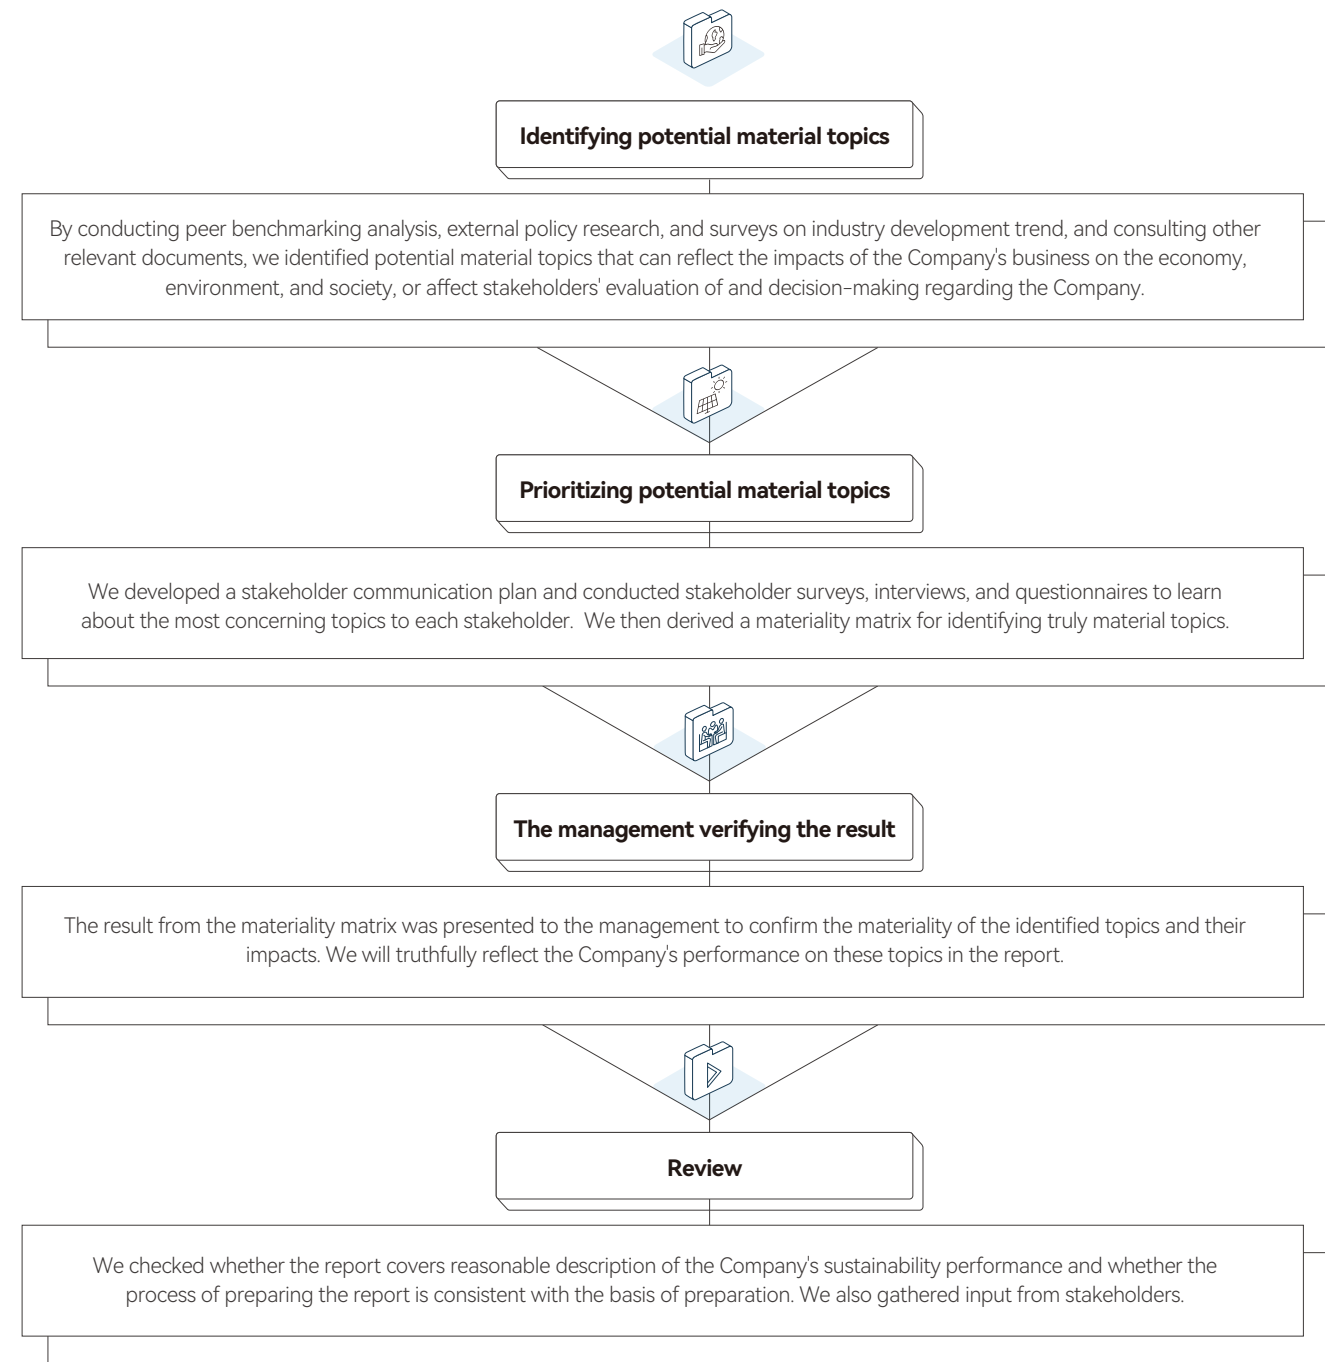 Identifying potential material topics
By conducting peer benchmarking analysis, external policy research, and surveys on industry development trend, and consulting other
relevant documents, we identified potential material topics that can reflect the impacts of the Company's business on the economy,
environment, and society, or affect stakeholders' evaluation of and decision-making regarding the Company.
Prioritizing potential material topics
We developed a stakeholder communication plan and conducted stakeholder surveys, interviews, and questionnaires to learn
about the most concerning topics to each stakeholder. We then derived a materiality matrix for identifying truly material topics.
The management verifying the result
The result from the materiality matrix was presented to the management to confirm the materiality of the identified topics and their
impacts. We will truthfully reflect the Company's performance on these topics in the report.
Review
We checked whether the report covers reasonable description of the Company's sustainability performance and whether the
process of preparing the report is consistent with the basis of preparation. We also gathered input from stakeholders.